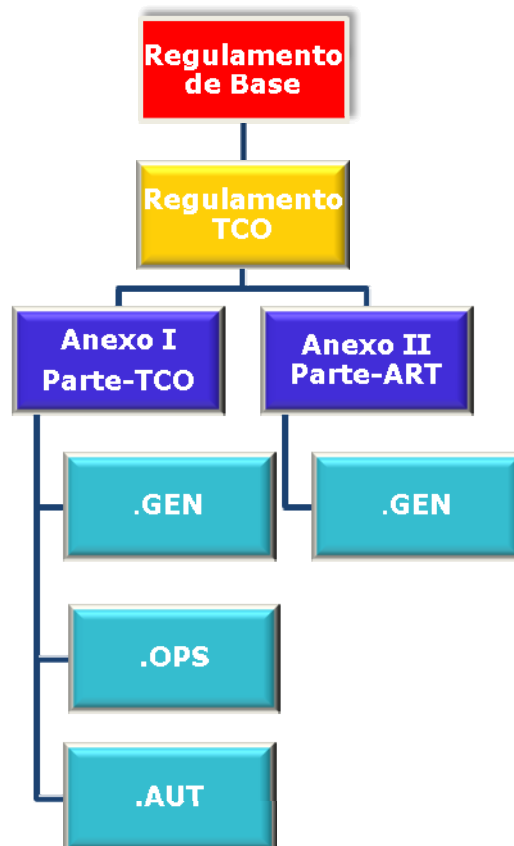 Regulamento
de Base
Regulamento
TCO
Anexo I
Parte-TCO
Anexo II
Parte-ART
.GEN
.GEN
.OPS
.AUT